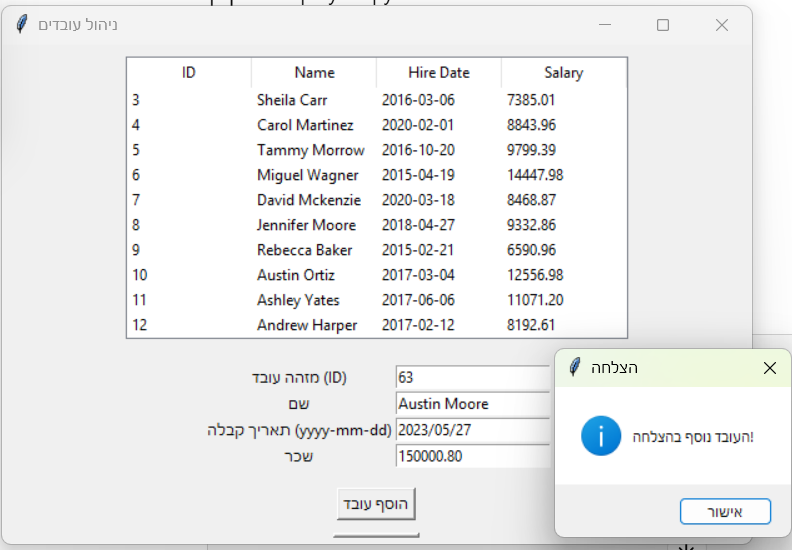 ניהול עובדים
ID Name Hire Date Salary
3 Sheila Carr 2016-03-06 7385.01
4 Carol Martinez 2020-02-01 8843.96
5 Tammy Morrow 2016-10-20 9799.39
6 Miguel Wagner 2015-04-19 14447.98
7 David Mckenzie 2020-03-18 8468.87
8 Jennifer Moore 2018-04-27 9332.86
9 Rebecca Baker 2015-02-21 6590.96
10 Austin Ortiz 2017-03-04 12556.98
11 Ashley Yates 2017-06-06 11071.20
12 Andrew Harper 2017-02-12 8192.61
מזהה עובד (ID) 63
שם Austin Moore
תאריך קבלה (yyyy-mm-dd) 2023/05/27
שכר 150000.80
הוסף עובד
הצלחה
העובד נוסף בהצלחה!
אישור